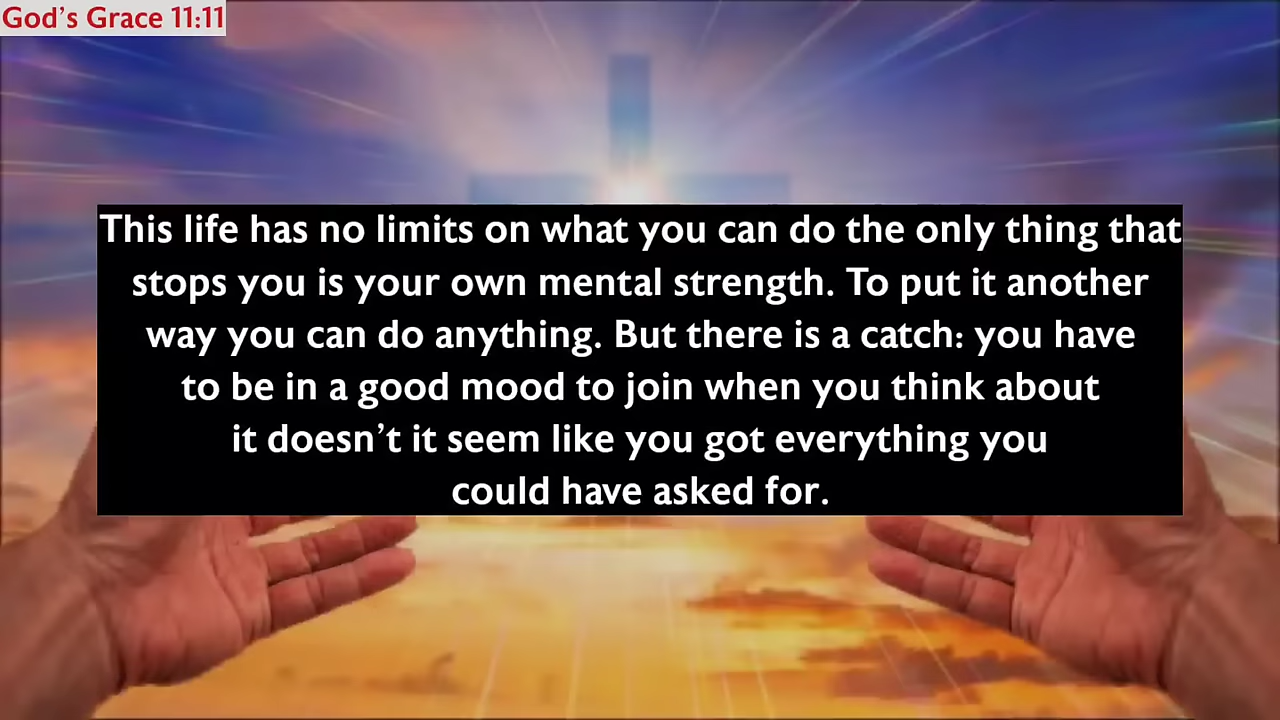 God’s Grace 11:11
This life has no limits on what you can do the only thing that
stops you is your own mental strength. To put it another
way you can do anything. But there is a catch: you have
to be in a good mood to join when you think about
it doesn’t it seem like you got everything you
could have asked for.